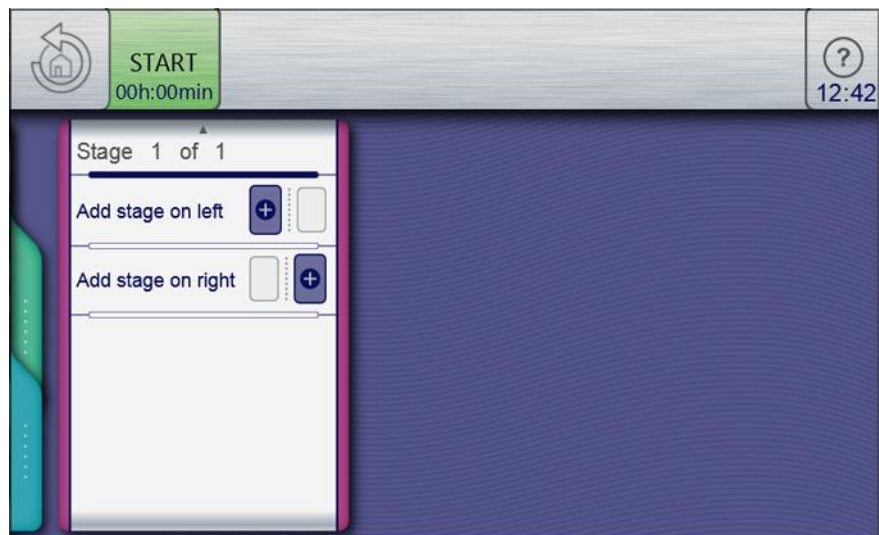 START
00h:00min
?
12:42
Stage 1 of 1
Add stage on left
Add stage on right